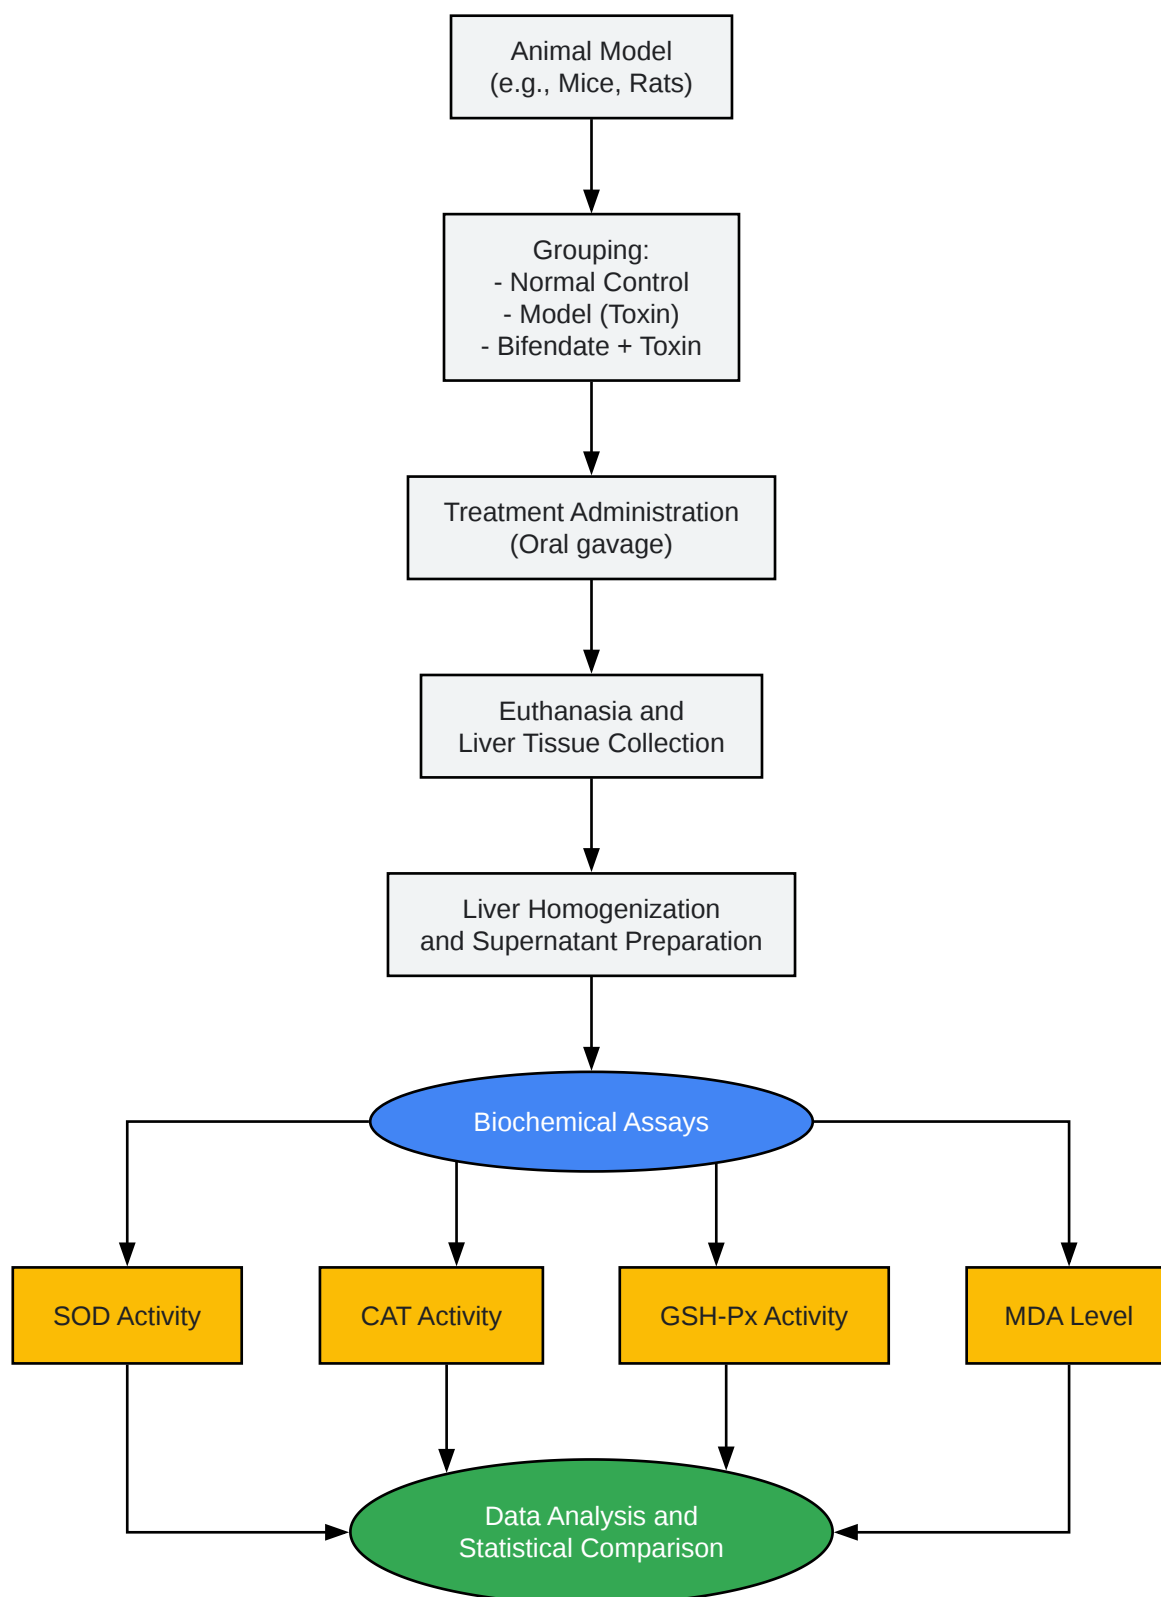 Animal Model
(e.g., Mice, Rats)
Grouping:
- Normal Control
- Model (Toxin)
- Bifendate + Toxin
Treatment Administration
(Oral gavage)
Euthanasia and
Liver Tissue Collection
Liver Homogenization
and Supernatant Preparation
Biochemical Assays
SOD Activity
CAT Activity
GSH-Px Activity
MDA Level
Data Analysis and
Statistical Comparison